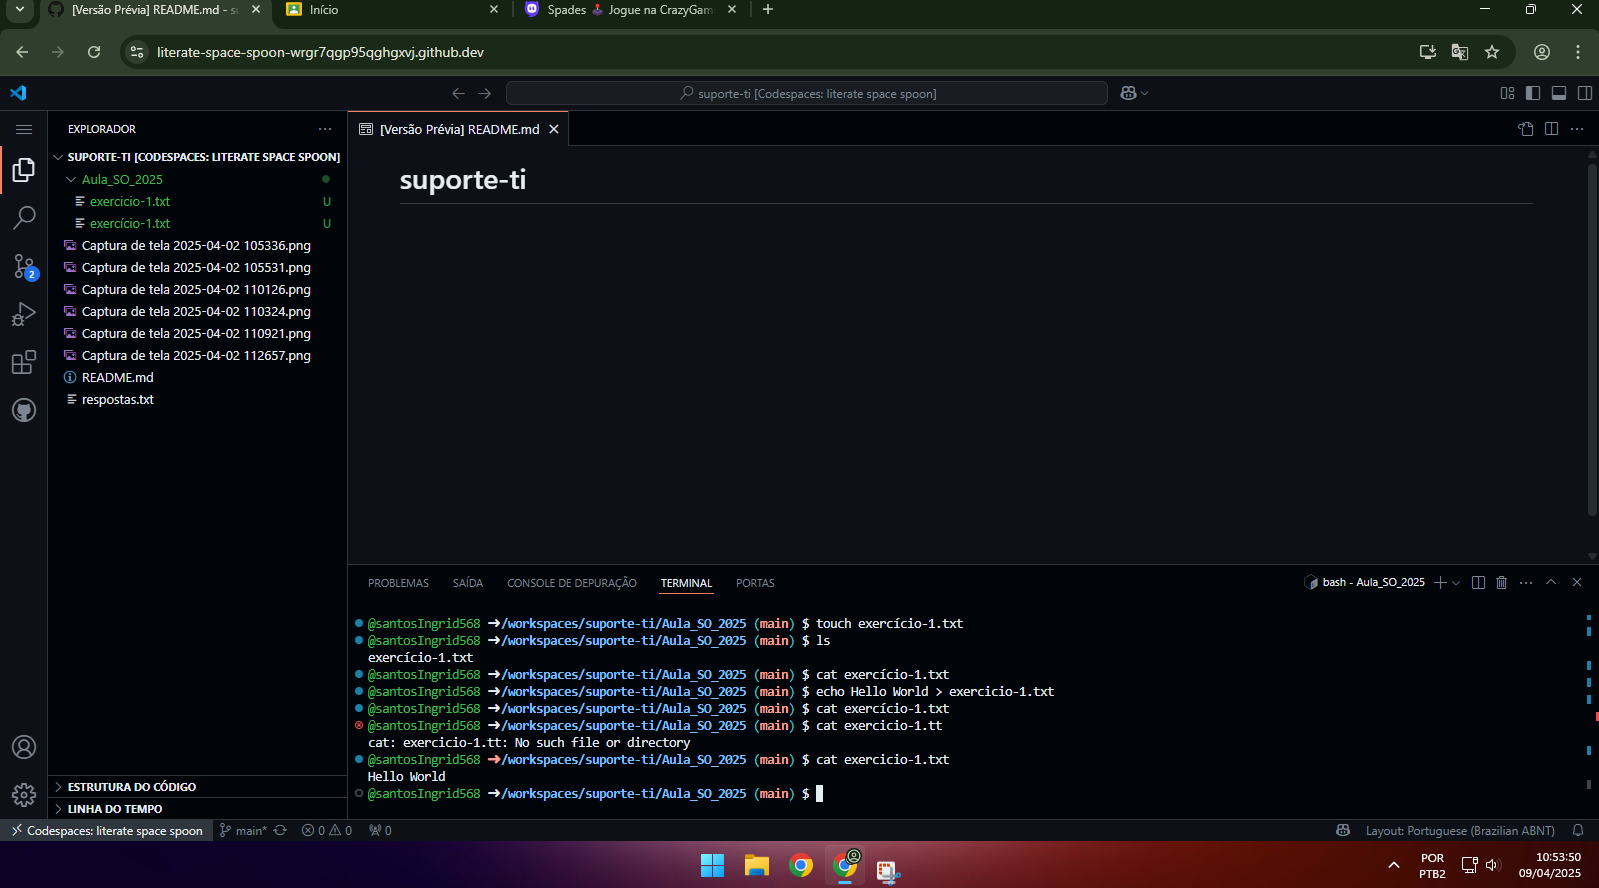 [Versão Prévia] README.md - su
Início
Spades Jogue na CrazyGam
literate-space-spoon-wrgr7qgp95qghgxvj.github.dev
suporte-ti [Codespaces: literate space spoon]
EXPLORADOR
[Versão Prévia] README.md
SUPORTE-TI [CODESPACES: LITERATE SPACE SPOON]
Aula_SO_2025
exercicio-1.txt U
exercício-1.txt U
Captura de tela 2025-04-02 105336.png
Captura de tela 2025-04-02 105531.png
2
Captura de tela 2025-04-02 110126.png
Captura de tela 2025-04-02 110324.png
Captura de tela 2025-04-02 110921.png
Captura de tela 2025-04-02 112657.png
README.md
respostas.txt
suporte-ti
PROBLEMAS SAÍDA CONSOLE DE DEPURAÇÃO TERMINAL PORTAS
bash - Aula_SO_2025
@santosIngrid568 ➜/workspaces/suporte-ti/Aula_SO_2025 (main) $ touch exercício-1.txt
@santosIngrid568 ➜/workspaces/suporte-ti/Aula_SO_2025 (main) $ ls
exercício-1.txt
@santosIngrid568 ➜/workspaces/suporte-ti/Aula_SO_2025 (main) $ cat exercício-1.txt
@santosIngrid568 ➜/workspaces/suporte-ti/Aula_SO_2025 (main) $ echo Hello World > exercicio-1.txt
@santosIngrid568 ➜/workspaces/suporte-ti/Aula_SO_2025 (main) $ cat exercício-1.txt
@santosIngrid568 ➜/workspaces/suporte-ti/Aula_SO_2025 (main) $ cat exercicio-1.tt
cat: exercicio-1.tt: No such file or directory
@santosIngrid568 ➜/workspaces/suporte-ti/Aula_SO_2025 (main) $ cat exercicio-1.txt
Hello World
@santosIngrid568 ➜/workspaces/suporte-ti/Aula_SO_2025 (main) $
ESTRUTURA DO CÓDIGO
LINHA DO TEMPO
Codespaces: literate space spoon main* 0 0 0
Layout: Portuguese (Brazilian ABNT)
POR
PTB2
10:53:50
09/04/2025